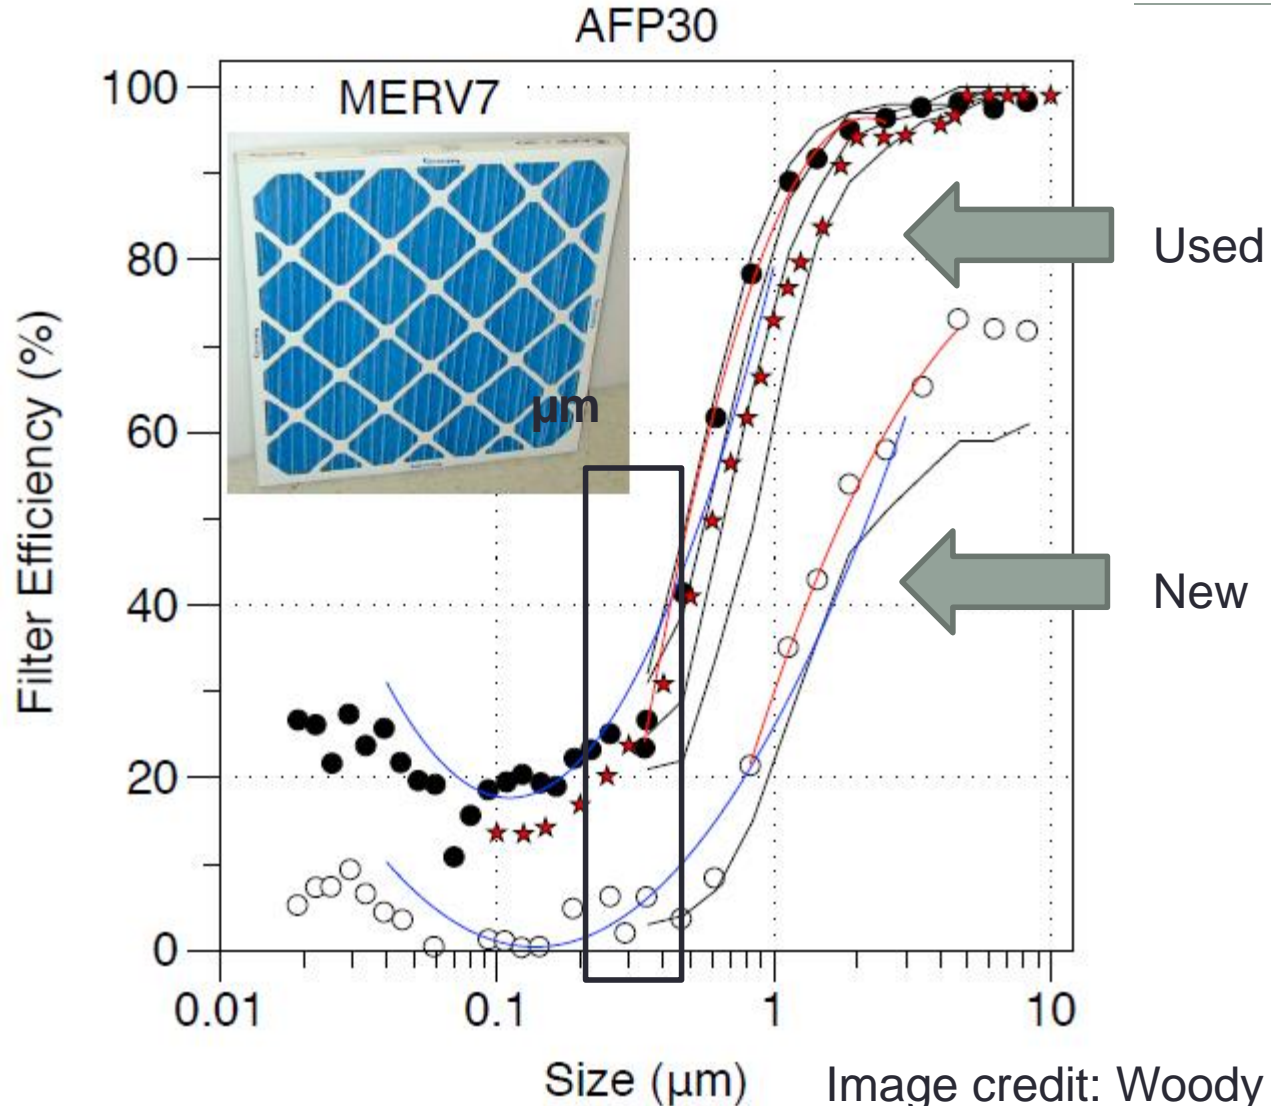 AFP30
MERV7
Filter Efficiency (%)
100
80
60
40
20
0
μm
Used
New
0.01
0.1
1
10
Size (μm)
Image credit: Woody